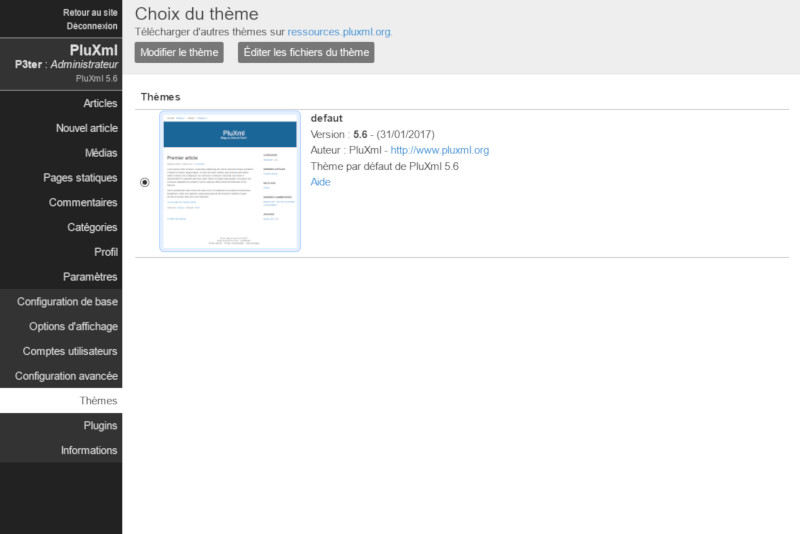 Retour au site
Déconnexion
PluXml
P3ter : Administrateur
PluXml 5.6
Articles
Nouvel article
Médias
Pages statiques
Commentaires
Catégories
Profil
Paramètres
Configuration de base
Options d'affichage
Comptes utilisateurs
Configuration avancée
Thèmes
Plugins
Informations
Choix du thème
Télécharger d'autres thèmes sur ressources.pluxml.org.
Modifier le thème
Éditer les fichiers du thème
Thèmes
PluXml
Premier article
defaut
Version : 5.6 - (31/01/2017)
Auteur : PluXml - http://www.pluxml.org
Thème par défaut de PluXml 5.6
Aide